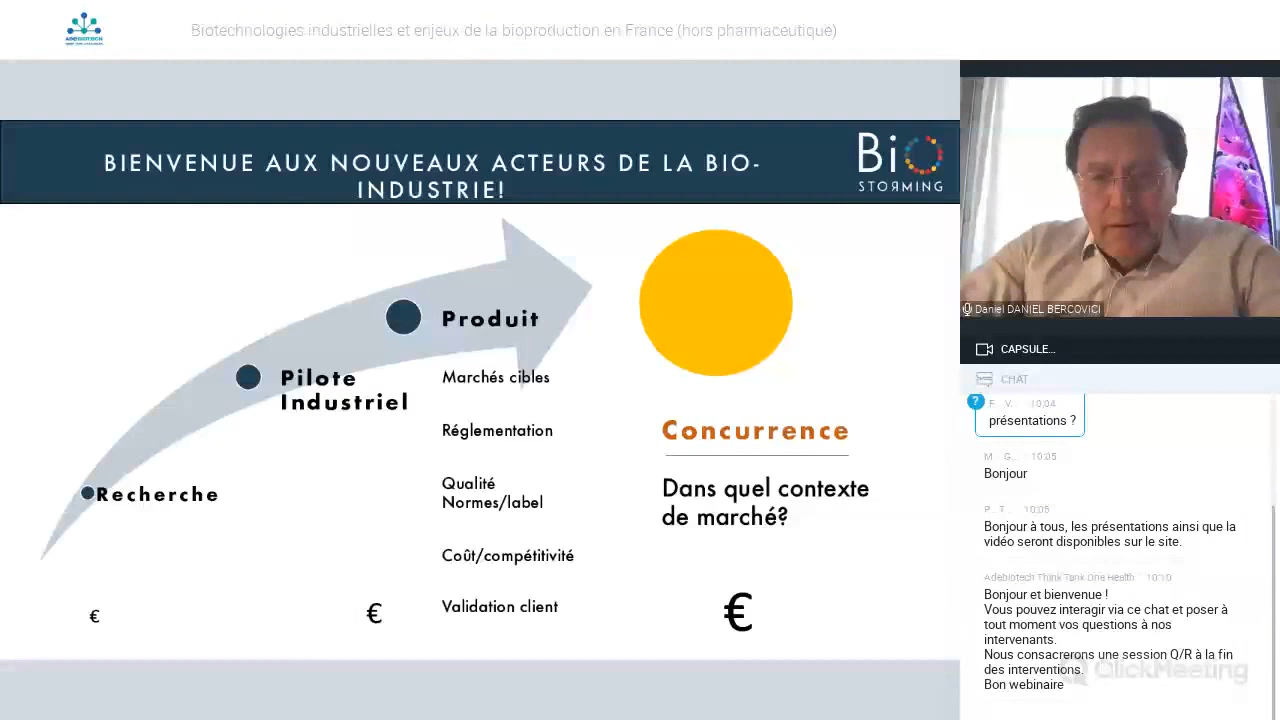 Biotechnologies industrielles et enjeux de la bioproduction en France (hors pharmaceutique)
ADEBIOTECH
BIENVENUE AUX NOUVEAUX ACTEURS DE LA BIO-
INDUSTRIE!
Bio
STORMING
Produit
Pilote
Industriel
Recherche
Marchés cibles
Réglementation
Qualité
Normes/label
Coût/compétitivité
Validation client
Concurrence
Dans quel contexte
de marché?
€
€
€
Daniel DANIEL BERCOVICI
CAPSULE...
CHAT
?
F... V... 10:04
présentations ?
M... G... 10:05
Bonjour
P... T... 10:05
Bonjour à tous, les présentations ainsi que la
vidéo seront disponibles sur le site.
Adebiotech Think Tank One Health 10:10
Bonjour et bienvenue !
Vous pouvez interagir via ce chat et poser à
tout moment vos questions à nos
intervenants.
Nous consacrerons une session Q/R à la fin
des interventions.
Bon webinaire
ClickMeeting